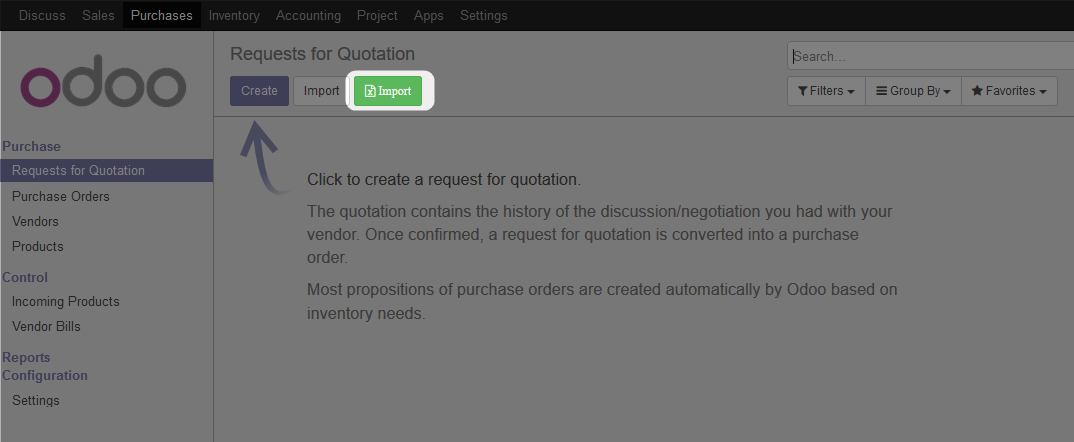 Discuss Sales Purchases Inventory Accounting Project Apps Settings
odoo
Requests for Quotation
Search...
Create Import Import
Filters Group By Favorites
Purchase
Requests for Quotation
Purchase Orders
Vendors
Products
Control
Incoming Products
Vendor Bills
Reports
Configuration
Settings
Click to create a request for quotation.
The quotation contains the history of the discussion/negotiation you had with your
vendor. Once confirmed, a request for quotation is converted into a purchase
order.
Most propositions of purchase orders are created automatically by Odoo based on
inventory needs.